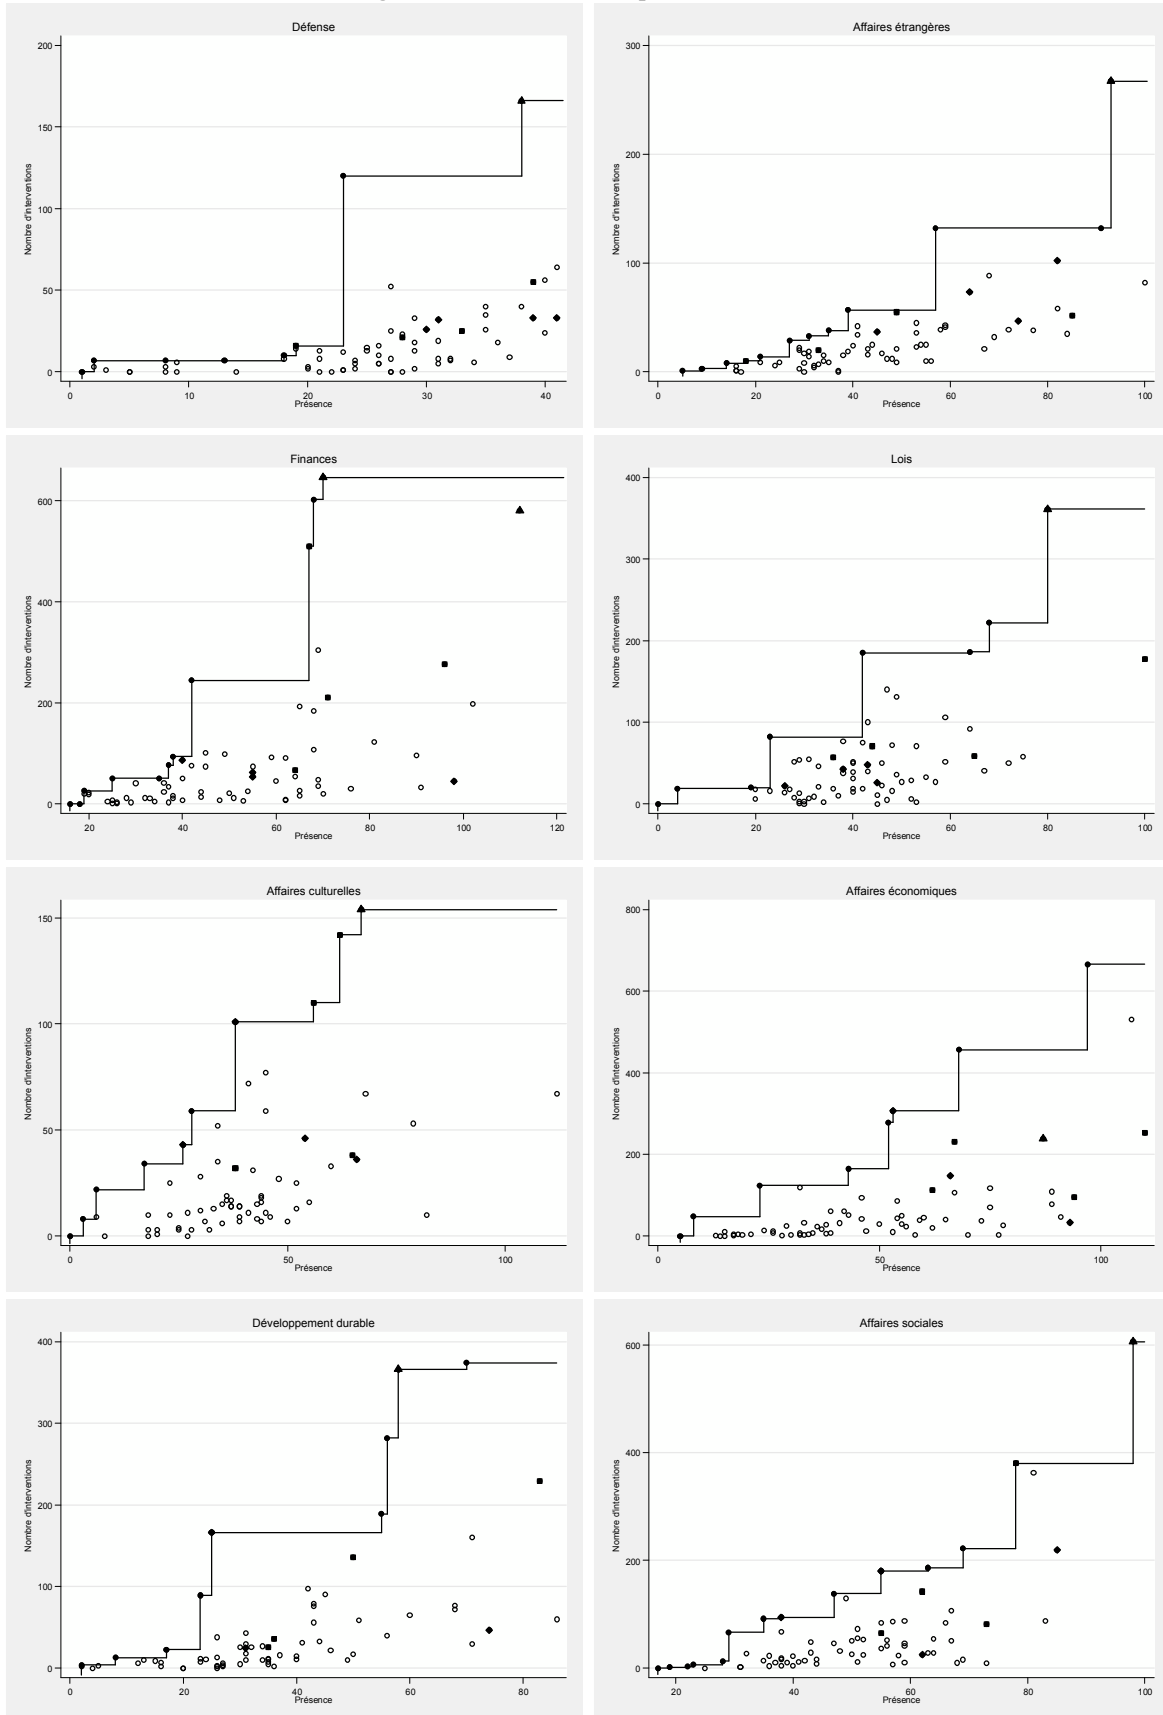 Défense
200
150
100
50
0
Nombre d'interventions
0 10 20 30 40
Présence
Affaires étrangères
300
200
100
0
Nombre d'interventions
0 20 40 60 80 100
Présence
Finances
600
400
200
0
Nombre d'interventions
20 40 60 80 100 120
Présence
Lois
400
300
200
100
0
Nombre d'interventions
0 20 40 60 80 100
Présence
Affaires culturelles
150
100
50
0
Nombre d'interventions
0 50 100
Présence
Affaires économiques
800
600
400
200
0
Nombre d'interventions
0 50 100
Présence
Développement durable
400
300
200
100
0
Nombre d'interventions
0 20 40 60 80
Présence
Affaires sociales
600
400
200
0
Nombre d'interventions
20 40 60 80 100
Présence